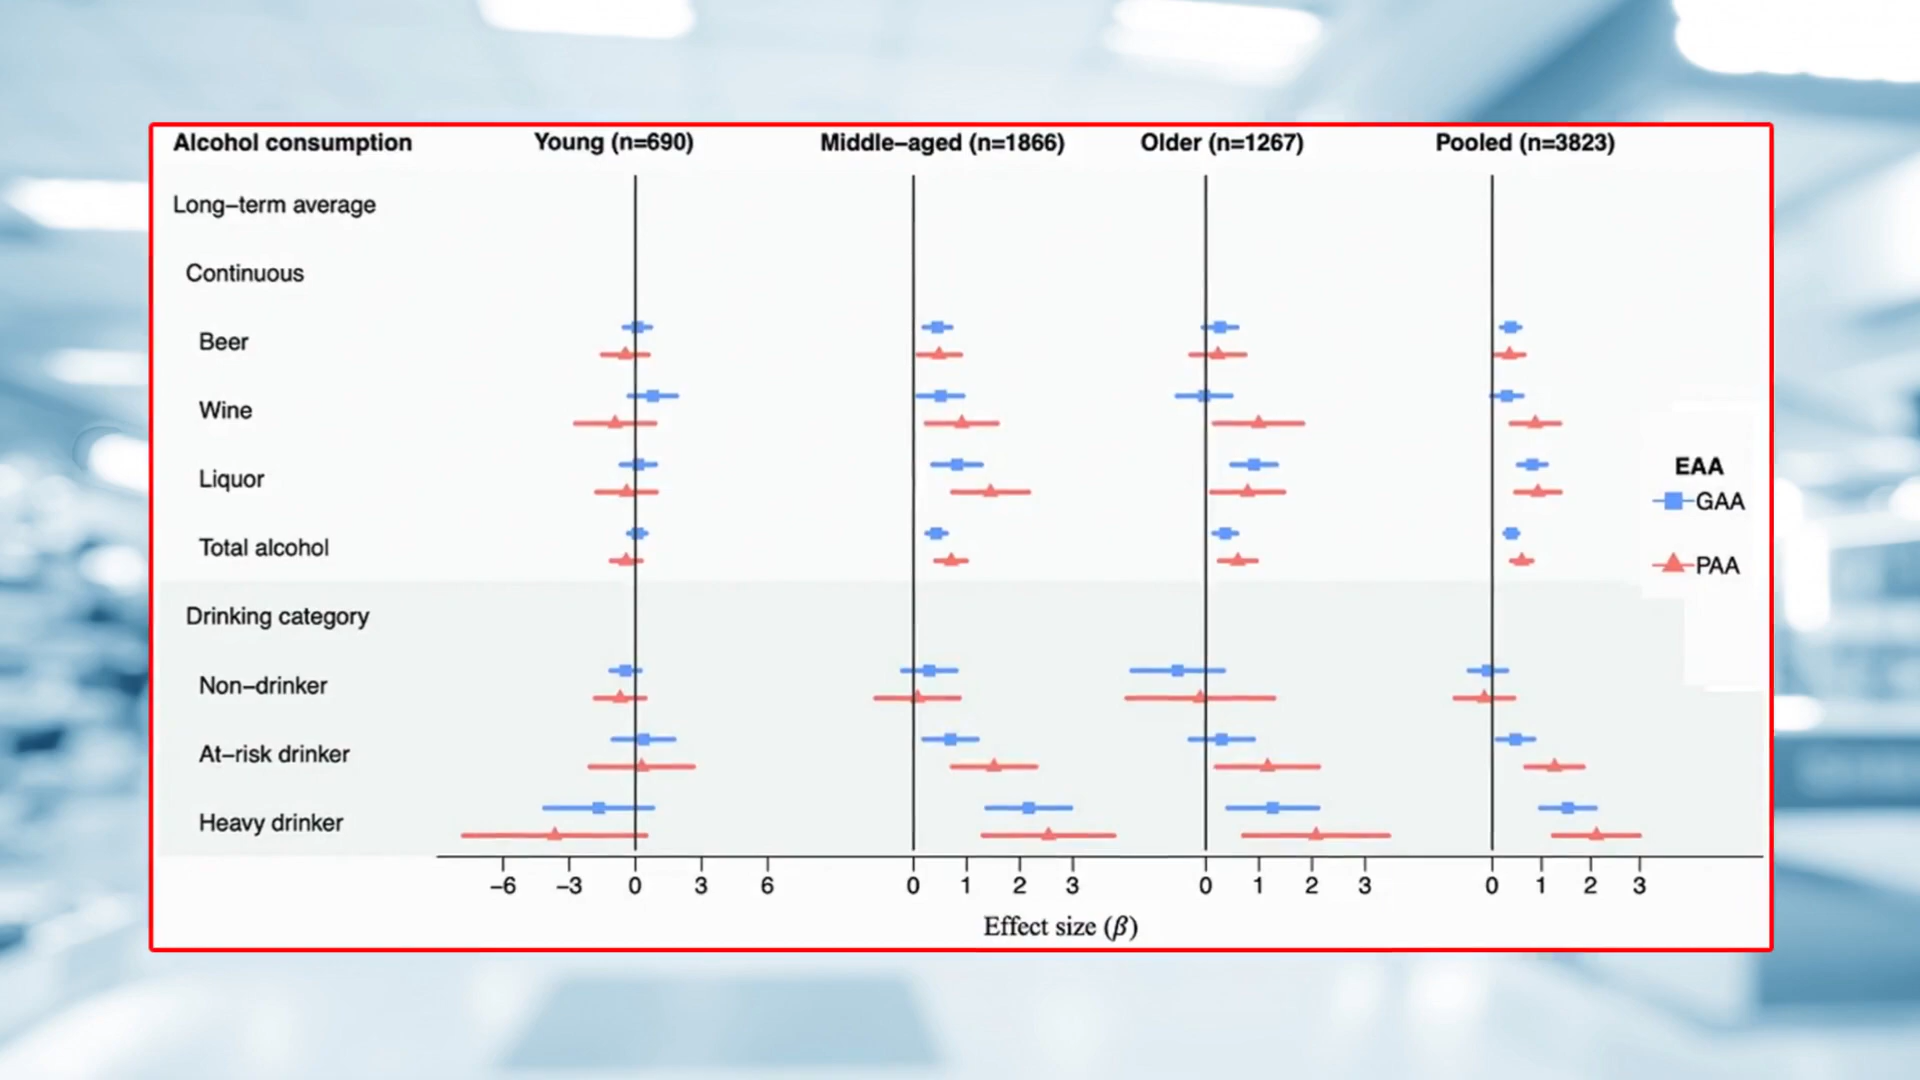 Alcohol consumption Young (n=690) Middle–aged (n=1866) Older (n=1267) Pooled (n=3823)
Long–term average
Continuous
Beer
Wine
Liquor
Total alcohol
Drinking category
Non–drinker
At–risk drinker
Heavy drinker
EAA
GAA
PAA
−6 −3 0 3 6 0 1 2 3 0 1 2 3 0 1 2 3
Effect size (β)